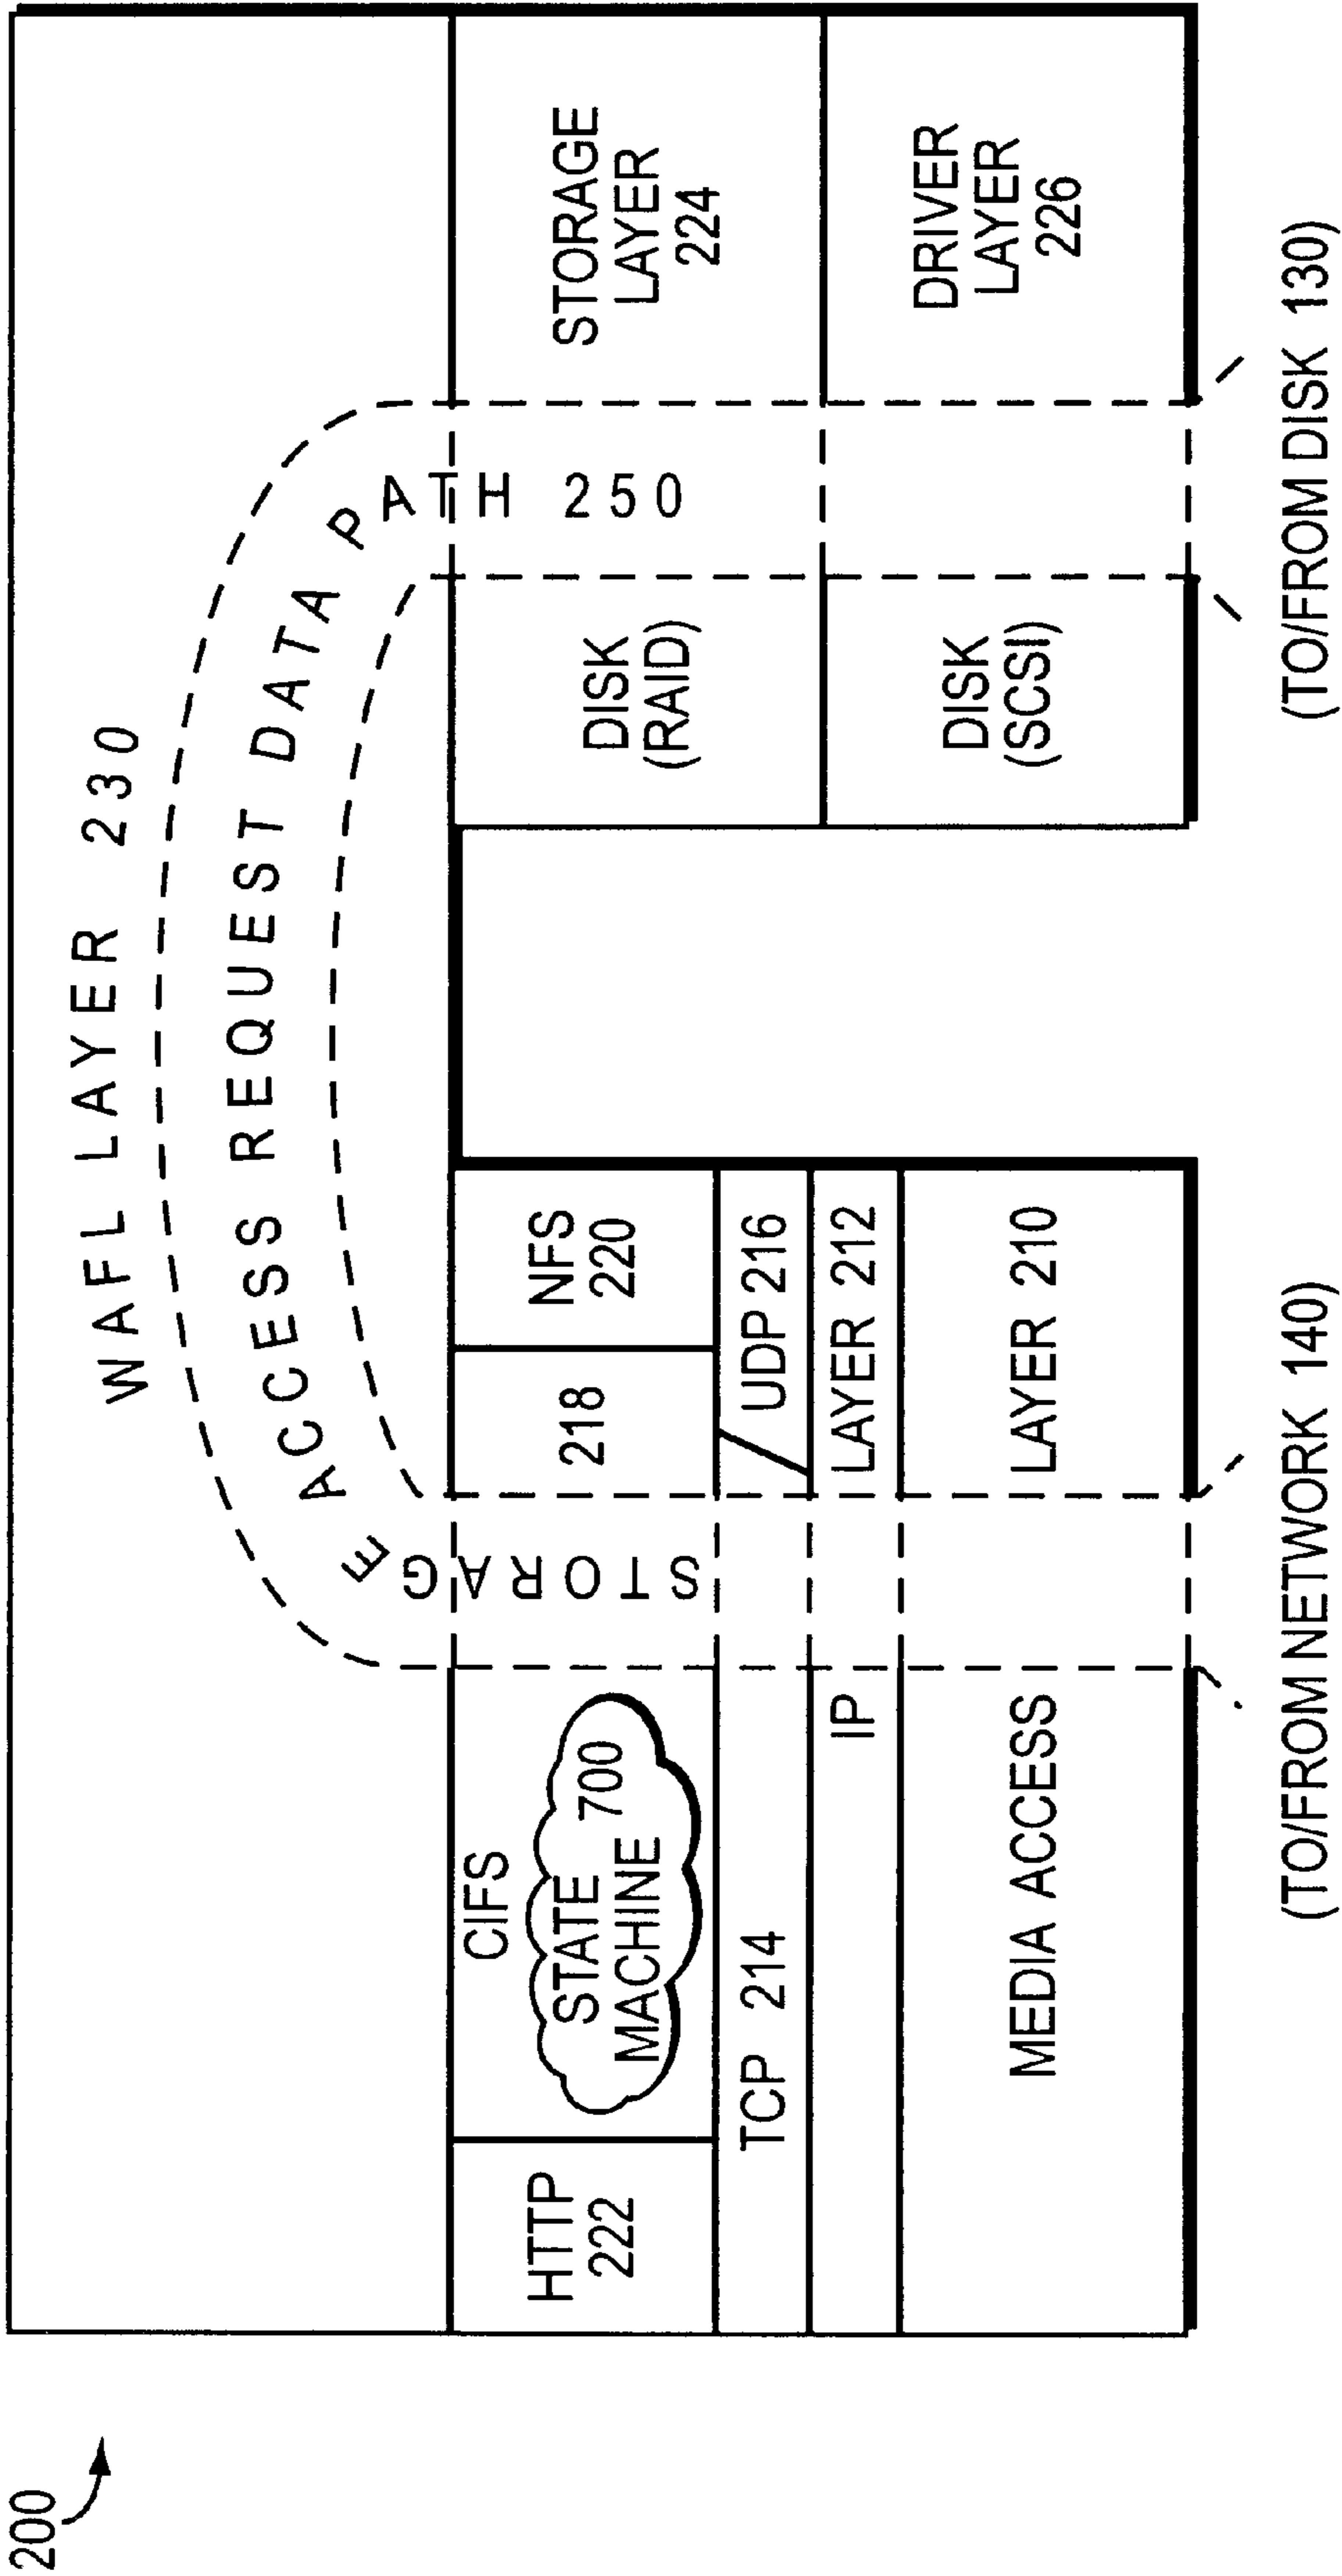 200
WAFL LAYER 230
STORAGE ACCESS REQUEST DATA PATH 250
HTTP
222
CIFS
STATE 700
MACHINE
218
NFS
220
TCP 214
UDP 216
IP LAYER 212
MEDIA ACCESS LAYER 210
(TO/FROM NETWORK 140)
DISK
(RAID)
STORAGE
LAYER
224
DISK
(SCSI)
DRIVER
LAYER
226
(TO/FROM DISK 130)